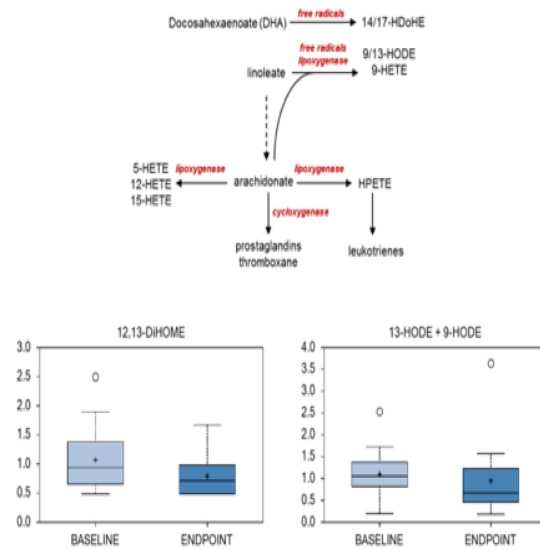 free radicals
Docosahexaenoate (DHA)
14/17-HDoHE
free radicals
lipoxygenase
9/13-HODE
9-HETE
linoleate
5-HETE
12-HETE
15-HETE
lipoxygenase
arachidonate
lipoxygenase
HPETE
cycloxygenase
prostaglandins
thromboxane
leukotrienes
12,13-DiHOME
3.0
2.5
2.0
1.5
1.0
0.5
0.0
BASELINE
ENDPOINT
13-HODE + 9-HODE
4.0
3.5
3.0
2.5
2.0
1.5
1.0
0.5
0.0
BASELINE
ENDPOINT